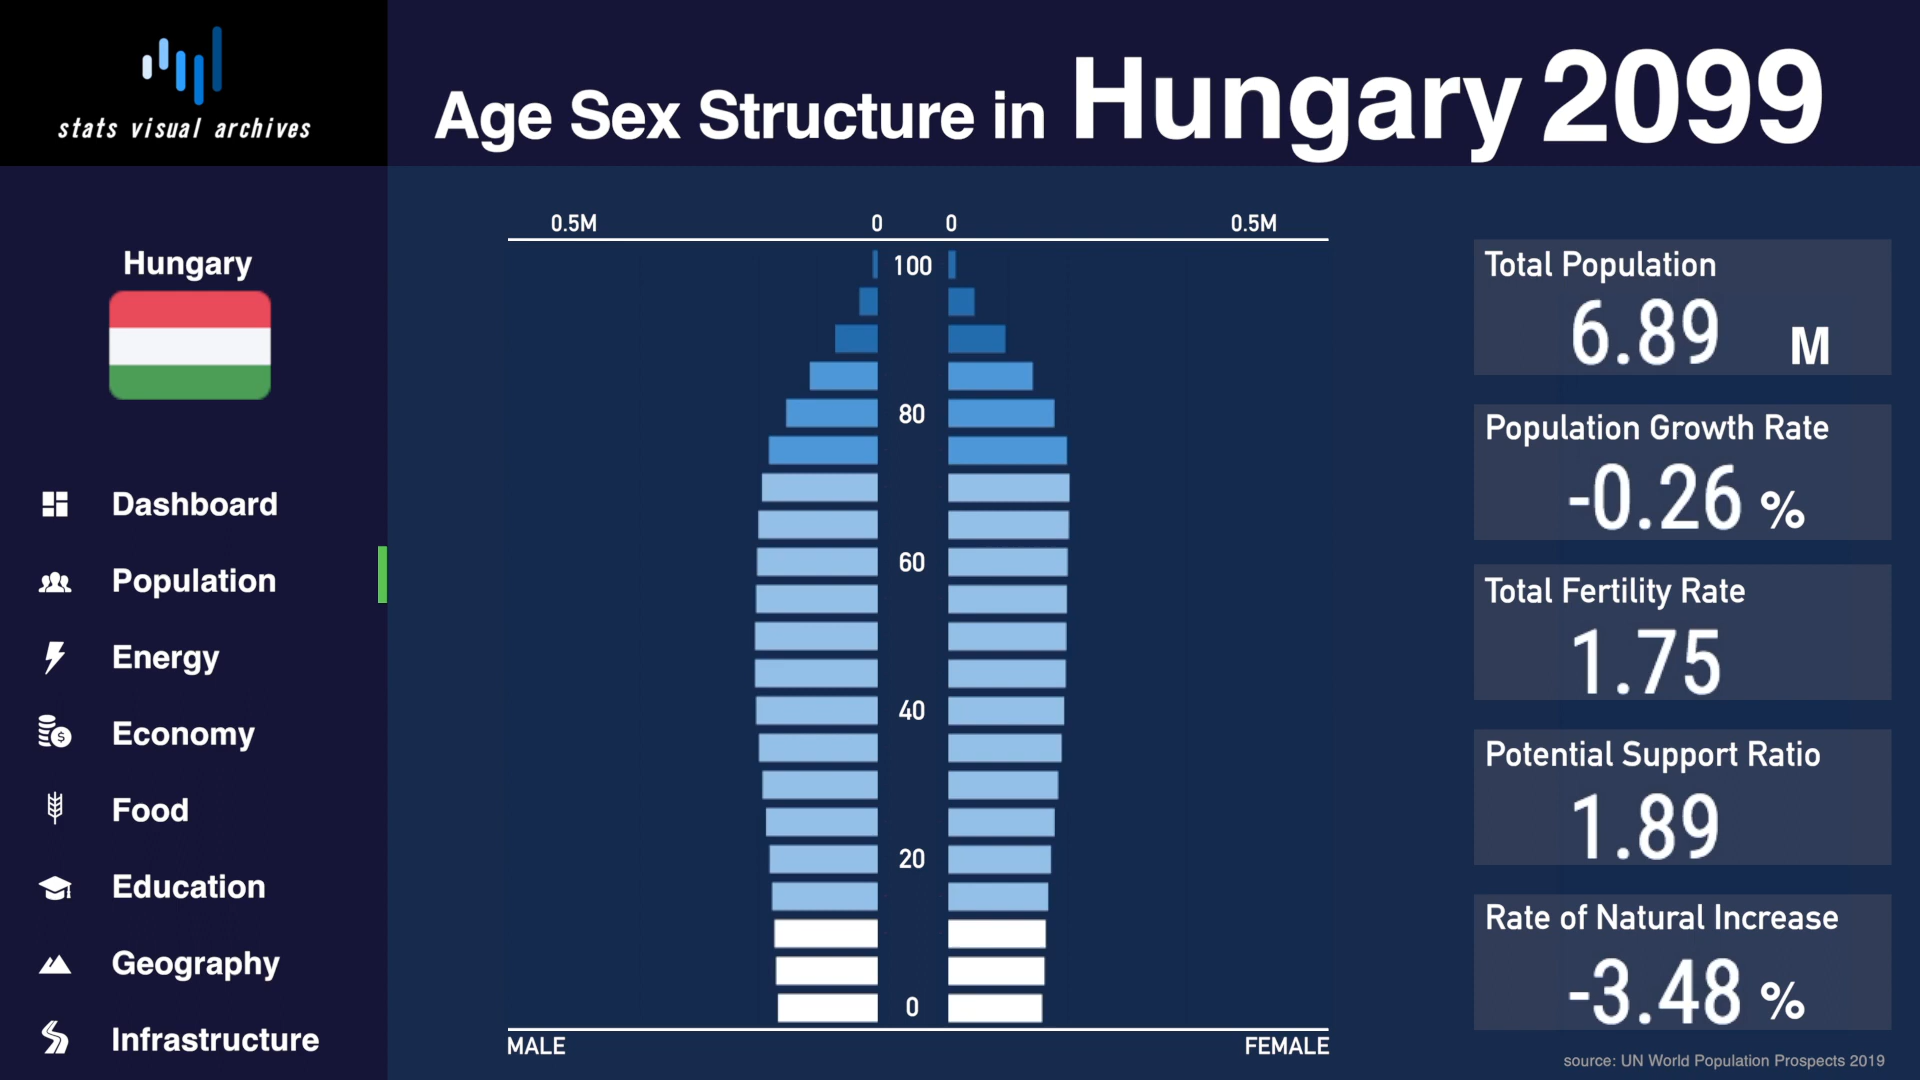 stats visual archives
Age Sex Structure in Hungary 2099
Hungary
Dashboard
Population
Energy
Economy
Food
Education
Geography
Infrastructure
0.5M 0 0 0.5M
100
80
60
40
20
0
MALE FEMALE
Total Population
6.89 M
Population Growth Rate
-0.26 %
Total Fertility Rate
1.75
Potential Support Ratio
1.89
Rate of Natural Increase
-3.48 %
source: UN World Population Prospects 2019